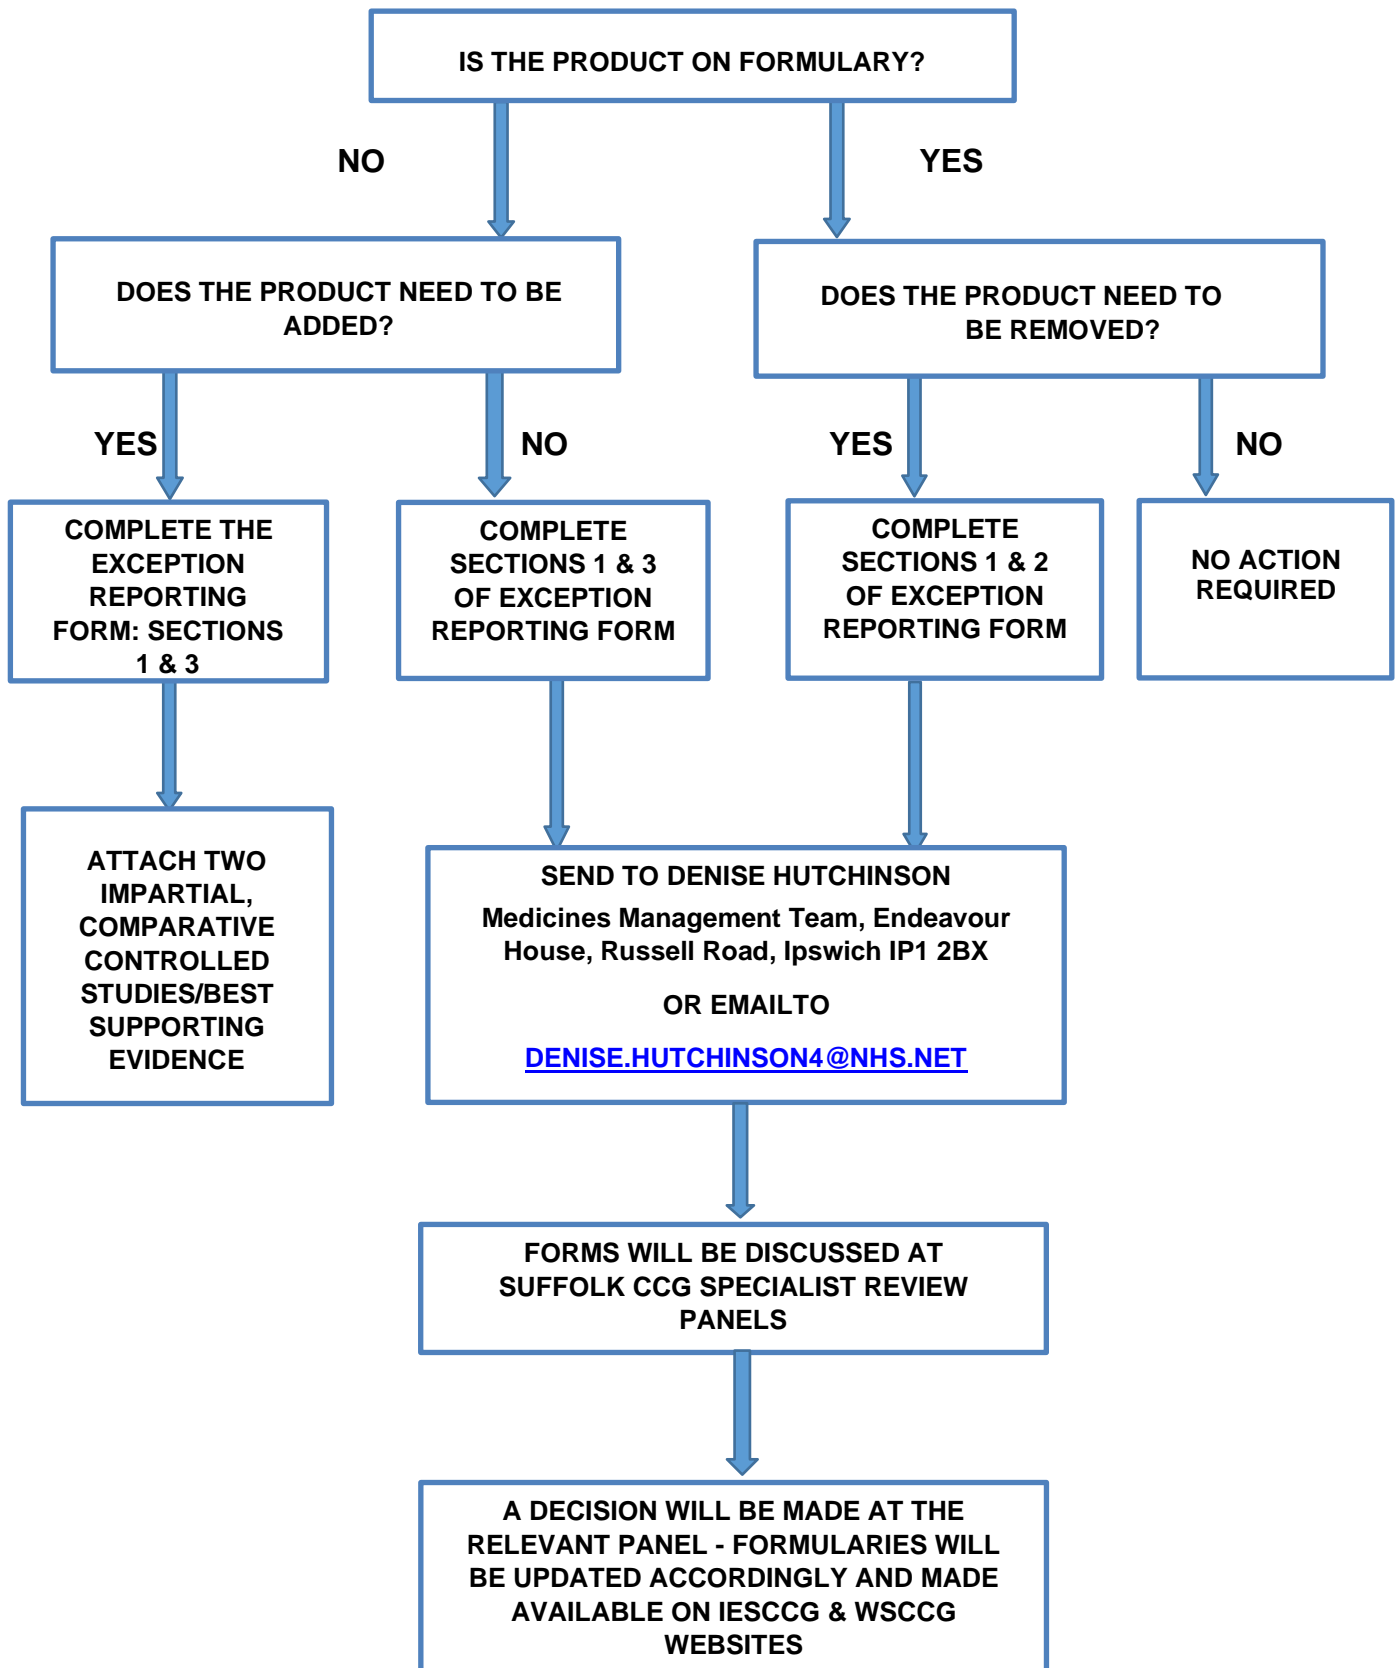 IS THE PRODUCT ON FORMULARY?
NO
YES
DOES THE PRODUCT NEED TO BE
ADDED?
DOES THE PRODUCT NEED TO
BE REMOVED?
YES
NO
YES
NO
COMPLETE THE
EXCEPTION
REPORTING
FORM: SECTIONS
1 & 3
COMPLETE
SECTIONS 1 & 3
OF EXCEPTION
REPORTING FORM
COMPLETE
SECTIONS 1 & 2
OF EXCEPTION
REPORTING FORM
NO ACTION
REQUIRED
ATTACH TWO
IMPARTIAL,
COMPARATIVE
CONTROLLED
STUDIES/BEST
SUPPORTING
EVIDENCE
SEND TO DENISE HUTCHINSON
Medicines Management Team, Endeavour
House, Russell Road, Ipswich IP1 2BX
OR EMAILTO
DENISE.HUTCHINSON4@NHS.NET
FORMS WILL BE DISCUSSED AT
SUFFOLK CCG SPECIALIST REVIEW
PANELS
A DECISION WILL BE MADE AT THE
RELEVANT PANEL - FORMULARIES WILL
BE UPDATED ACCORDINGLY AND MADE
AVAILABLE ON IESCCG & WSCCG
WEBSITES